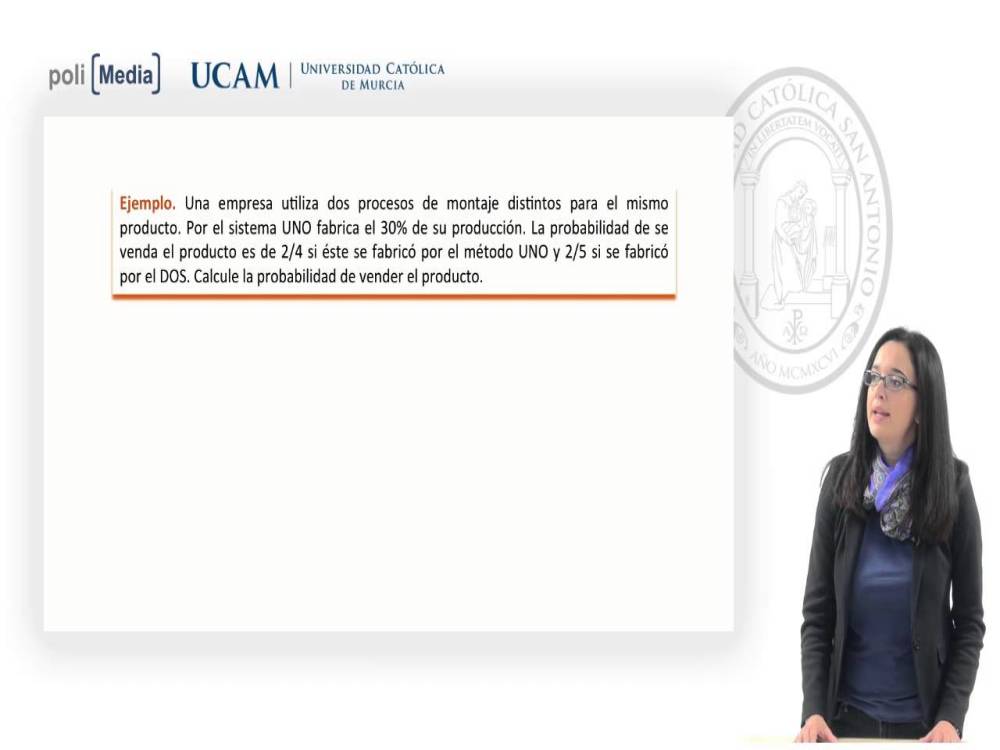 poli [Media]
UCAM | UNIVERSIDAD CATÓLICA
DE MURCIA
Ejemplo. Una empresa utiliza dos procesos de montaje distintos para el mismo
producto. Por el sistema UNO fabrica el 30% de su producción. La probabilidad de se
venda el producto es de 2/4 si éste se fabricó por el método UNO y 2/5 si se fabricó
por el DOS. Calcule la probabilidad de vender el producto.
CATÓLICA SAN ANTONIO
IN LIBERTATEM VOCATI
AÑO MCMXCVI